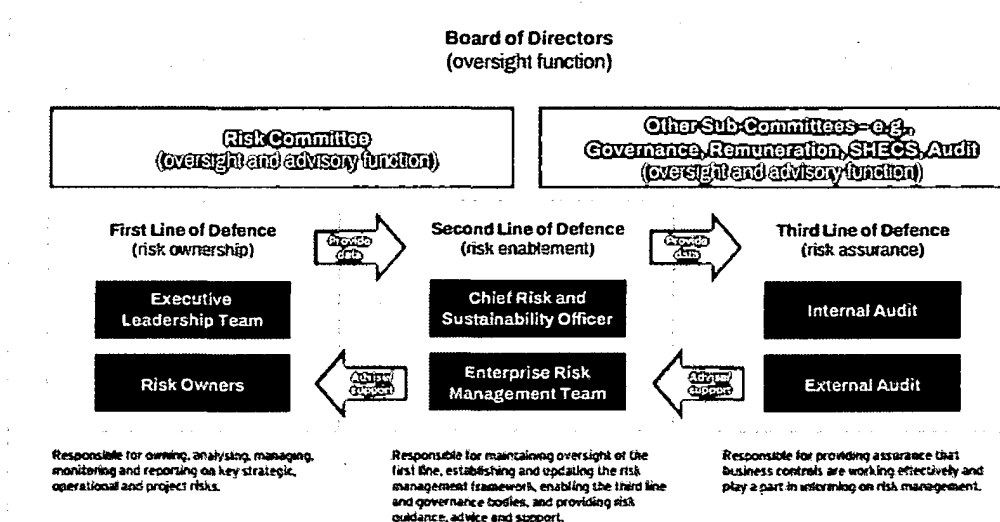 Board of Directors
(oversight function)
Risk Committee
(oversight and advisory function)
Other Sub-Committees – e.g.,
Governance, Remuneration, SHECS, Audit
(oversight and advisory function)
First Line of Defence
(risk ownership)
Provide
data
Second Line of Defence
(risk enablement)
Provide
data
Third Line of Defence
(risk assurance)
Executive
Leadership Team
Chief Risk and
Sustainability Officer
Internal Audit
Risk Owners
Advise/
support
Enterprise Risk
Management Team
Advise/
support
External Audit
Responsible for owning, analysing, managing,
monitoring and reporting on key strategic,
operational and project risks.
Responsible for maintaining oversight of the
first line, establishing and updating the risk
management framework, enabling the third line
and governance bodies, and providing risk
guidance, advice and support.
Responsible for providing assurance that
business controls are working effectively and
play a part in informing on risk management.